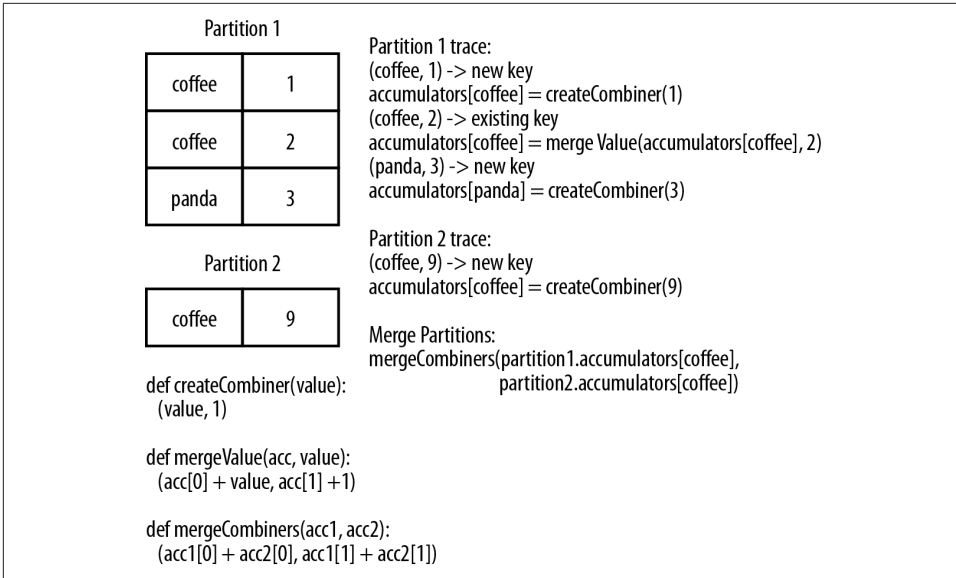 Partition 1
coffee 1
coffee 2
panda 3
Partition 2
coffee 9
def createCombiner(value):
(value, 1)
def mergeValue(acc, value):
(acc[0] + value, acc[1] +1)
def mergeCombiners(acc1, acc2):
(acc1[0] + acc2[0], acc1[1] + acc2[1])
Partition 1 trace:
(coffee, 1) -> new key
accumulators[coffee] = createCombiner(1)
(coffee, 2) -> existing key
accumulators[coffee] = merge Value(accumulators[coffee], 2)
(panda, 3) -> new key
accumulators[panda] = createCombiner(3)
Partition 2 trace:
(coffee, 9) -> new key
accumulators[coffee] = createCombiner(9)
Merge Partitions:
mergeCombiners(partition1.accumulators[coffee],
partition2.accumulators[coffee])